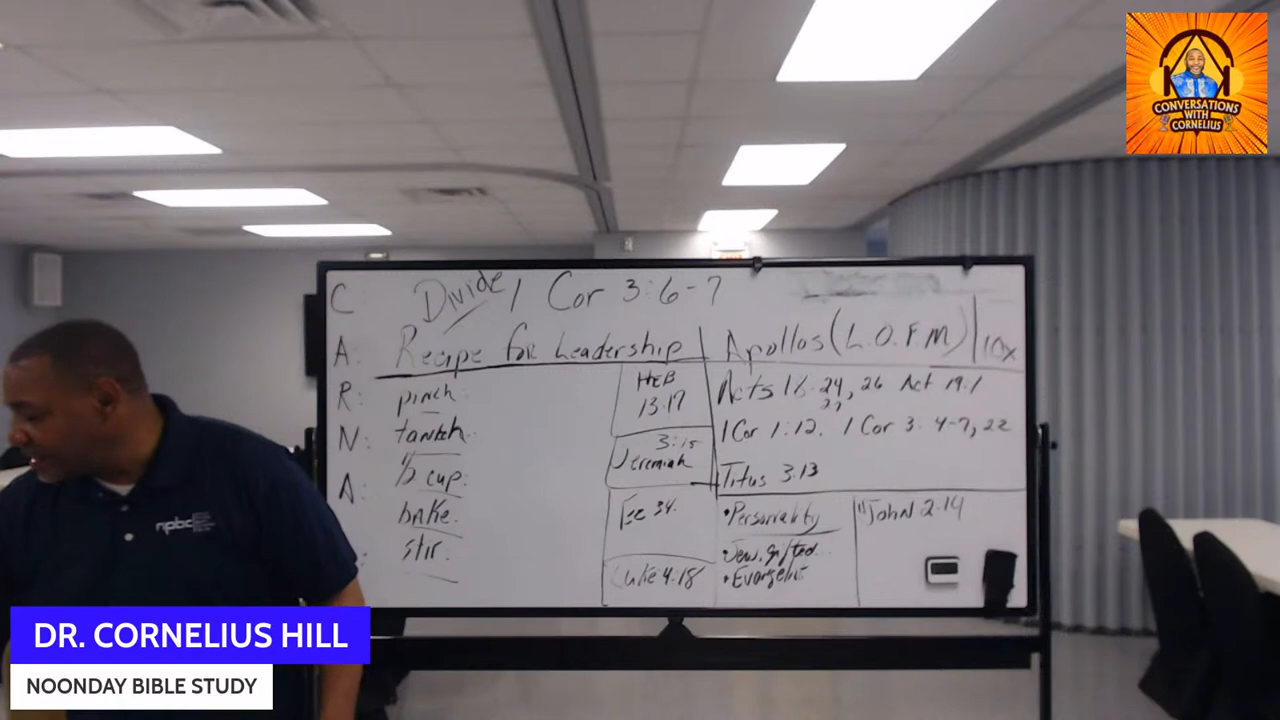 CONVERSATIONS
WITH
CORNELIUS
C Divide 1 Cor 3:6-7
A: Recipe for Leadership Apollos (L.O.F M) 10x
R: pinch
HEB
13:17
Acts 18-24, 26 Act 19:1
27
N:
1 Cor 1:12. 1 Cor 3. 4-7, 22
3:15
Jeremiah
A: 1/2 cup:
Titus 3.13
bake.
34.
•Personality
1 John 2.14
stir.
Luke 4.18
•Jew. gifted..
•Evangelist
npbc
DR. CORNELIUS HILL
NOONDAY BIBLE STUDY